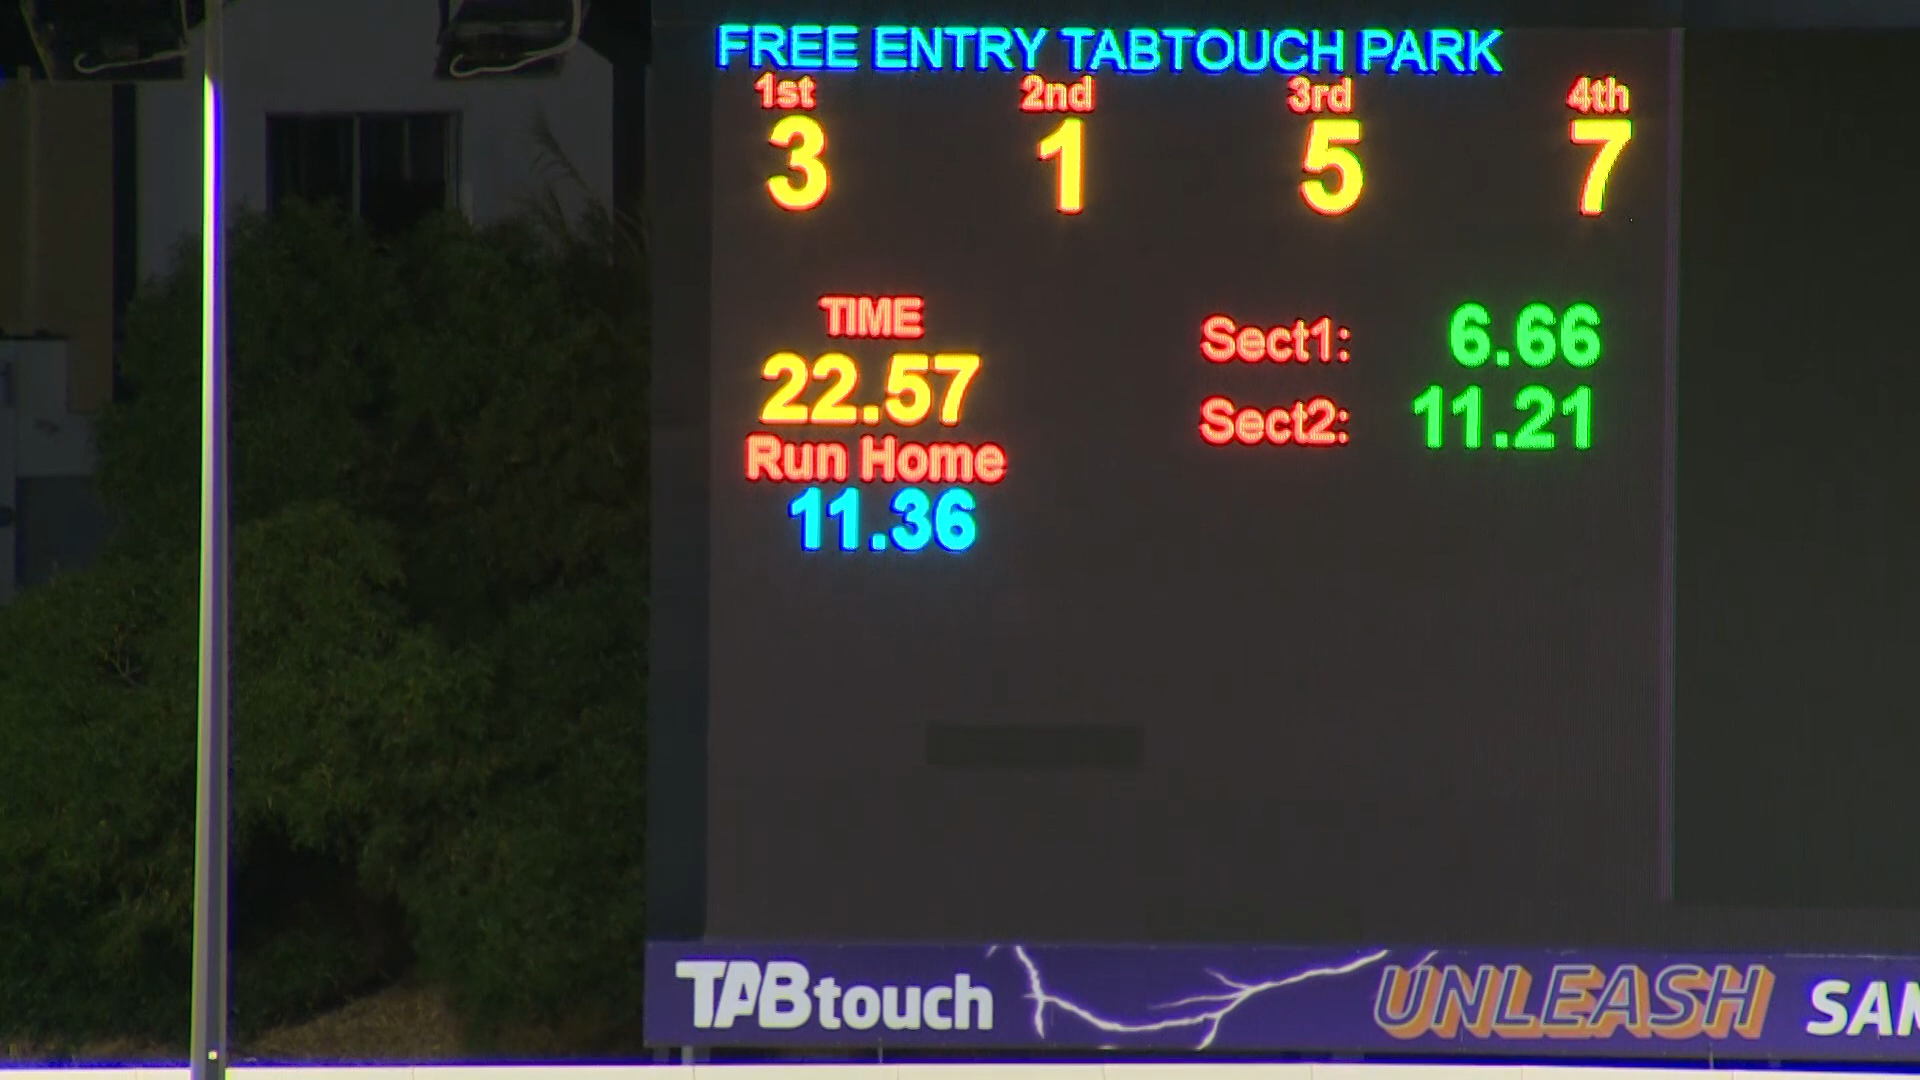 FREE ENTRY TABTOUCH PARK
1st 2nd 3rd 4th
3 1 5 7
TIME
22.57
Run Home
11.36
Sect1: 6.66
Sect2: 11.21
TABtouch UNLEASH